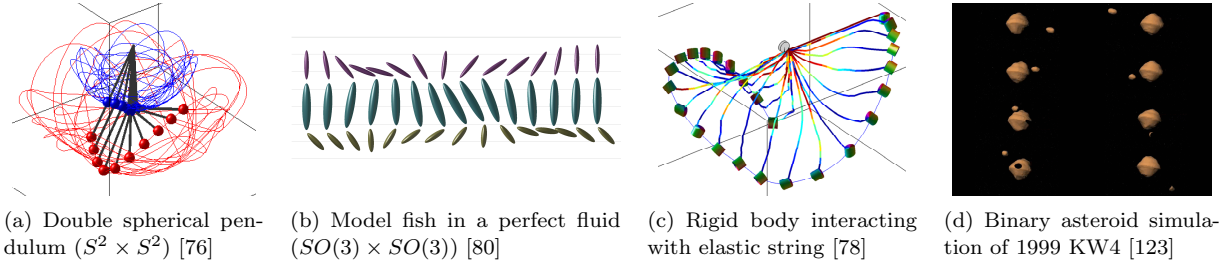 (a) Double spherical pen-
dulum (S² × S²) [76]
(b) Model fish in a perfect fluid
(SO(3) × SO(3)) [80]
(c) Rigid body interacting
with elastic string [78]
(d) Binary asteroid simula-
tion of 1999 KW4 [123]